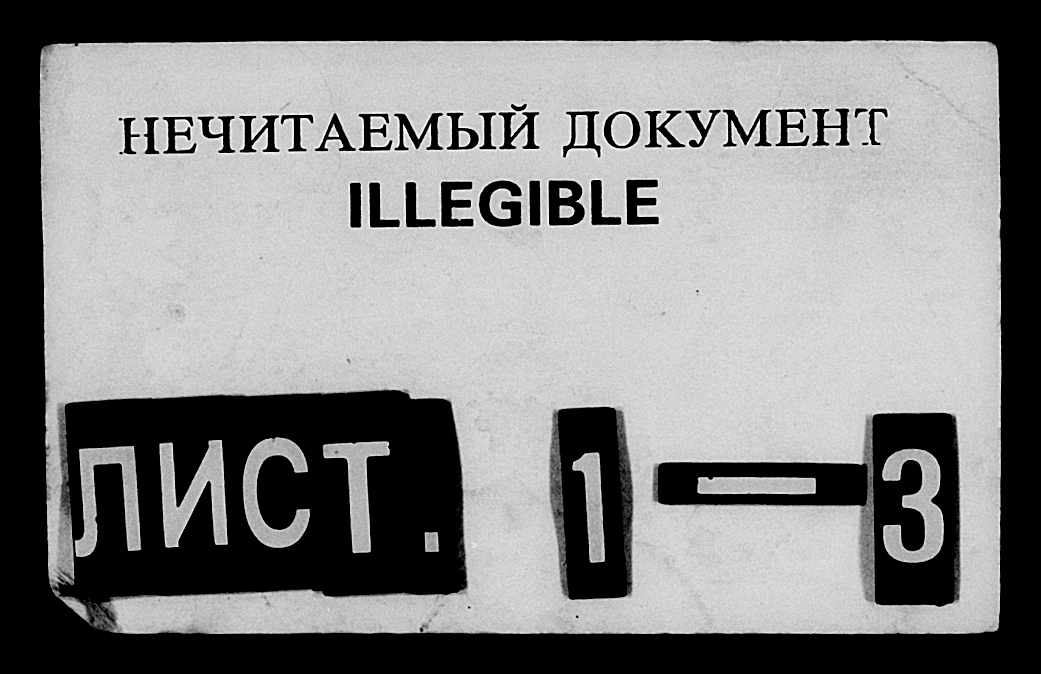 НЕЧИТАЕМЫЙ ДОКУМЕНТ
ILLEGIBLE
ЛИСТ. 1 — 3